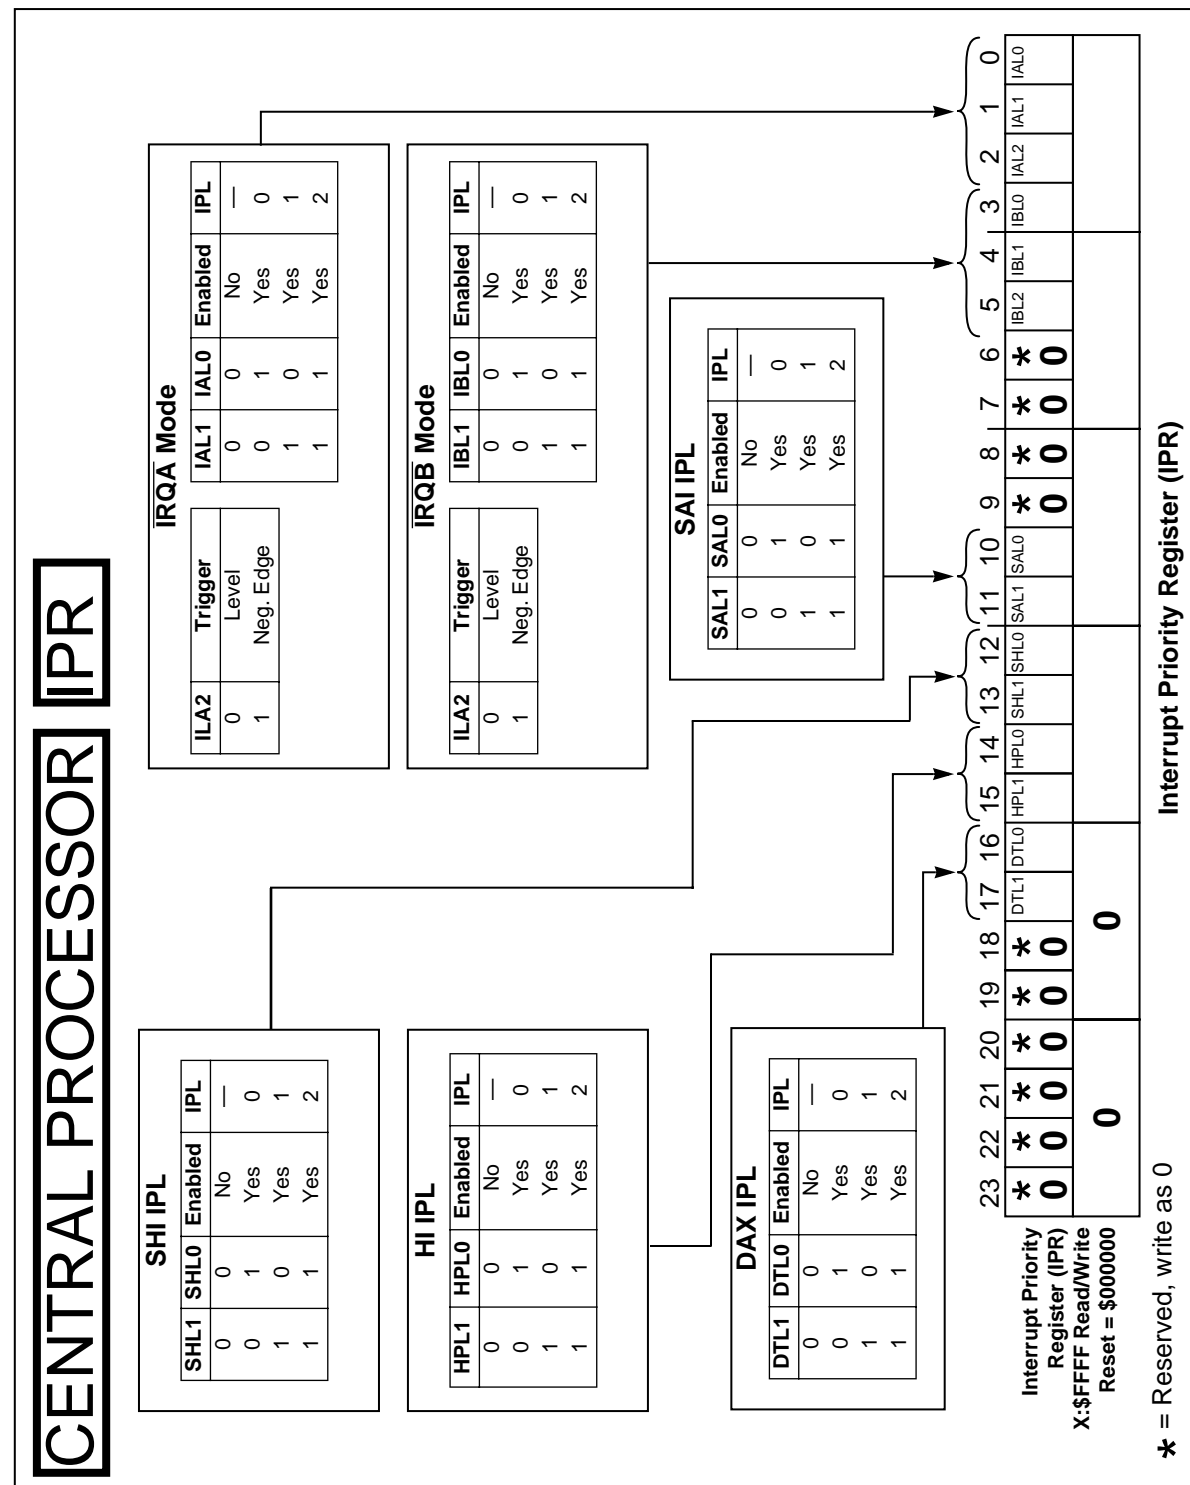 CENTRAL PROCESSOR IPR
SHI IPL
SHL1 SHL0 Enabled IPL
0 0 No —
0 1 Yes 0
1 0 Yes 1
1 1 Yes 2
HI IPL
HPL1 HPL0 Enabled IPL
0 0 No —
0 1 Yes 0
1 0 Yes 1
1 1 Yes 2
DAX IPL
DTL1 DTL0 Enabled IPL
0 0 No —
0 1 Yes 0
1 0 Yes 1
1 1 Yes 2
IRQA Mode
ILA2 Trigger
0 Level
1 Neg. Edge
IAL1 IAL0 Enabled IPL
0 0 No —
0 1 Yes 0
1 0 Yes 1
1 1 Yes 2
IRQB Mode
ILA2 Trigger
0 Level
1 Neg. Edge
IBL1 IBL0 Enabled IPL
0 0 No —
0 1 Yes 0
1 0 Yes 1
1 1 Yes 2
SAI IPL
SAL1 SAL0 Enabled IPL
0 0 No —
0 1 Yes 0
1 0 Yes 1
1 1 Yes 2
23 22 21 20 19 18 17 16 15 14 13 12 11 10 9 8 7 6 5 4 3 2 1 0
* * * * * * DTL1 DTL0 HPL1 HPL0 SHL1 SHL0 SAL1 SAL0 * * * * IBL2 IBL1 IBL0 IAL2 IAL1 IAL0
0 0 0 0 0 0 0 0 0 0
0 0
Interrupt Priority
Register (IPR)
X:$FFFF Read/Write
Reset = $000000
Interrupt Priority Register (IPR)
* = Reserved, write as 0